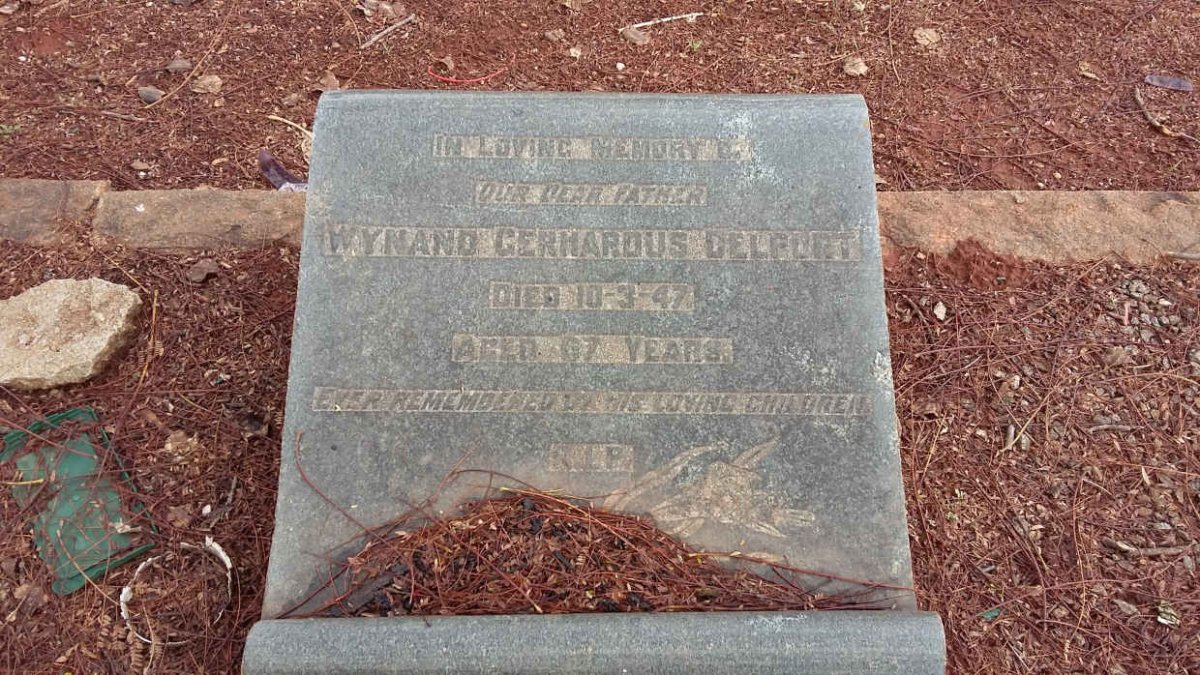 IN LOVING MEMORY OF
OUR DEAR FATHER
WYNAND GERHARDUS DELPORT
DIED 10-3-47
AGED 67 YEARS.
EVER REMEMBERED BY HIS LOVING CHILDREN
R.I.P.